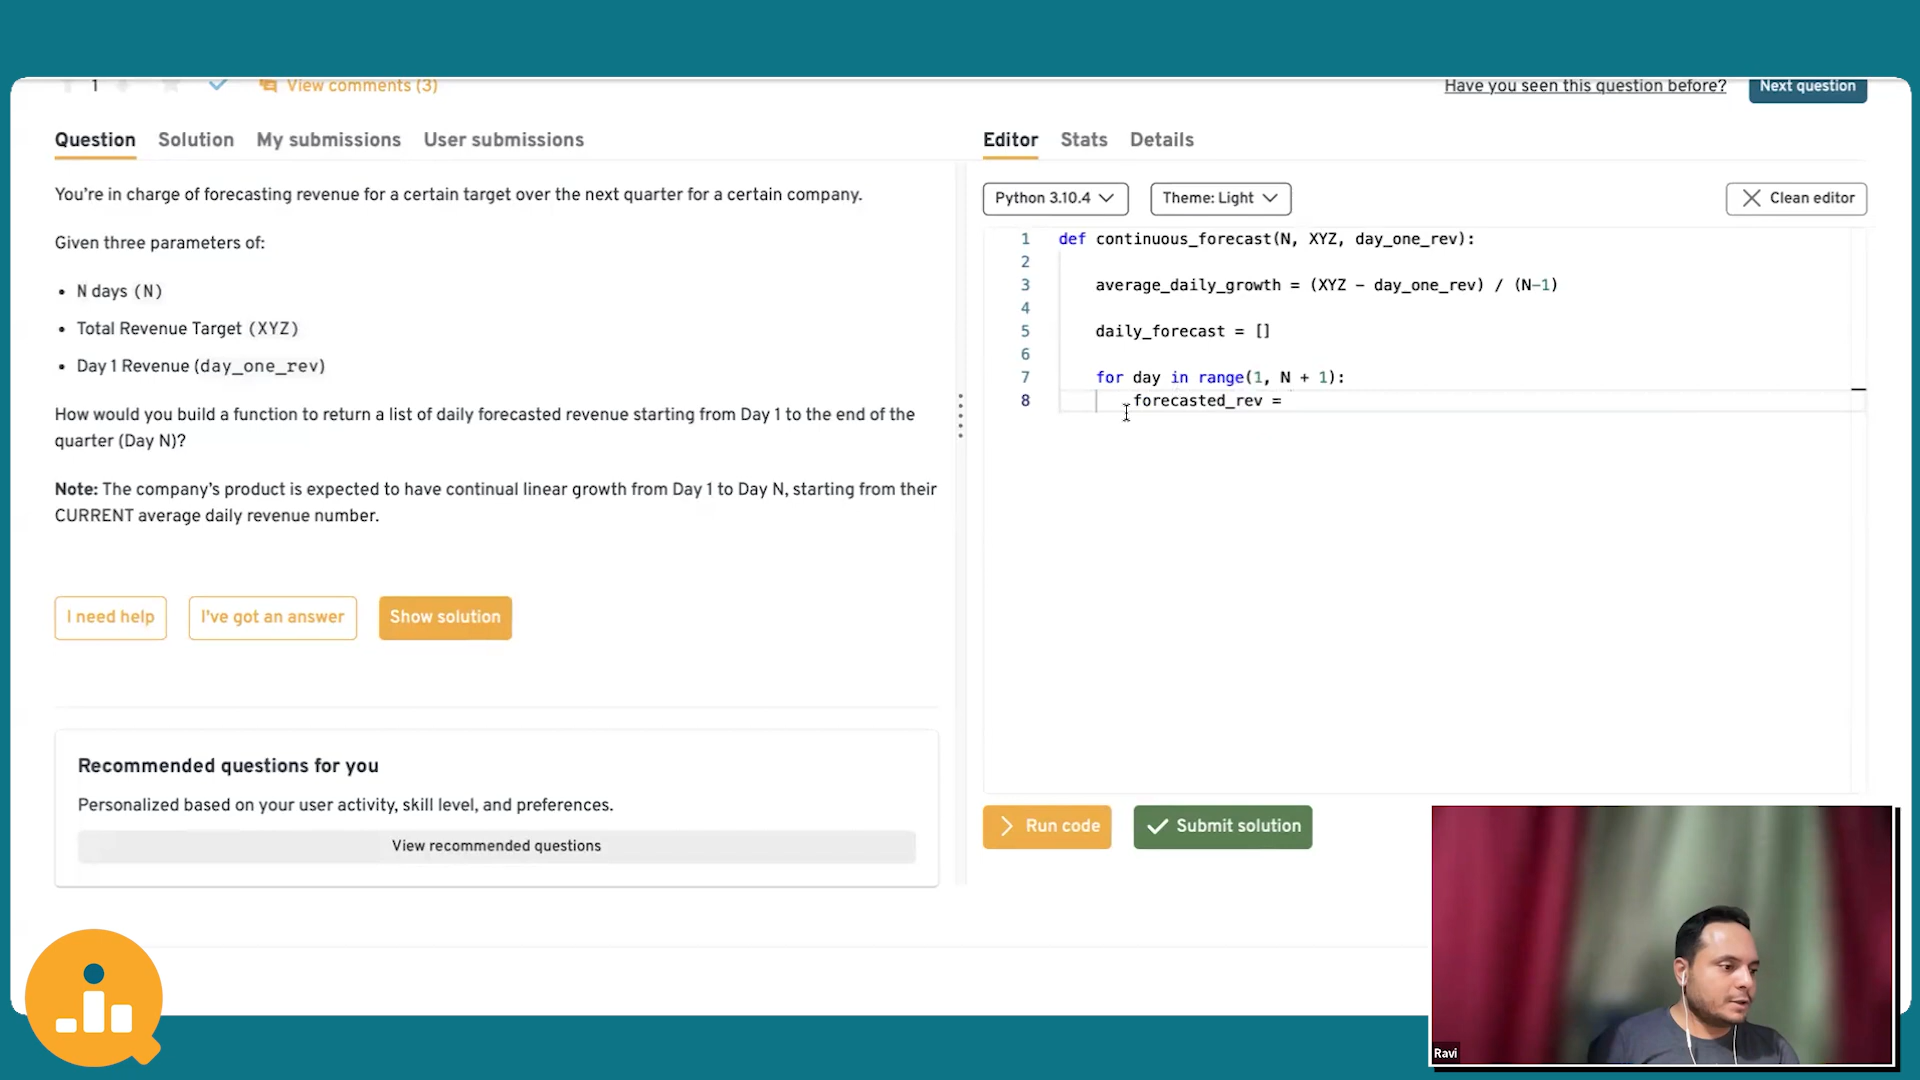 1
View comments (3)
Have you seen this question before?
Next question
Question
Solution
My submissions
User submissions
Editor
Stats
Details
You're in charge of forecasting revenue for a certain target over the next quarter for a certain company.
Given three parameters of:
• N days (N)
• Total Revenue Target (XYZ)
• Day 1 Revenue (day_one_rev)
How would you build a function to return a list of daily forecasted revenue starting from Day 1 to the end of the
quarter (Day N)?
Note: The company's product is expected to have continual linear growth from Day 1 to Day N, starting from their
CURRENT average daily revenue number.
I need help
I've got an answer
Show solution
Recommended questions for you
Personalized based on your user activity, skill level, and preferences.
View recommended questions
Python 3.10.4
Theme: Light
Clean editor
1 def continuous_forecast(N, XYZ, day_one_rev):
2
3 average_daily_growth = (XYZ - day_one_rev) / (N-1)
4
5 daily_forecast = []
6
7 for day in range(1, N + 1):
8 forecasted_rev =
Run code
Submit solution
Ravi